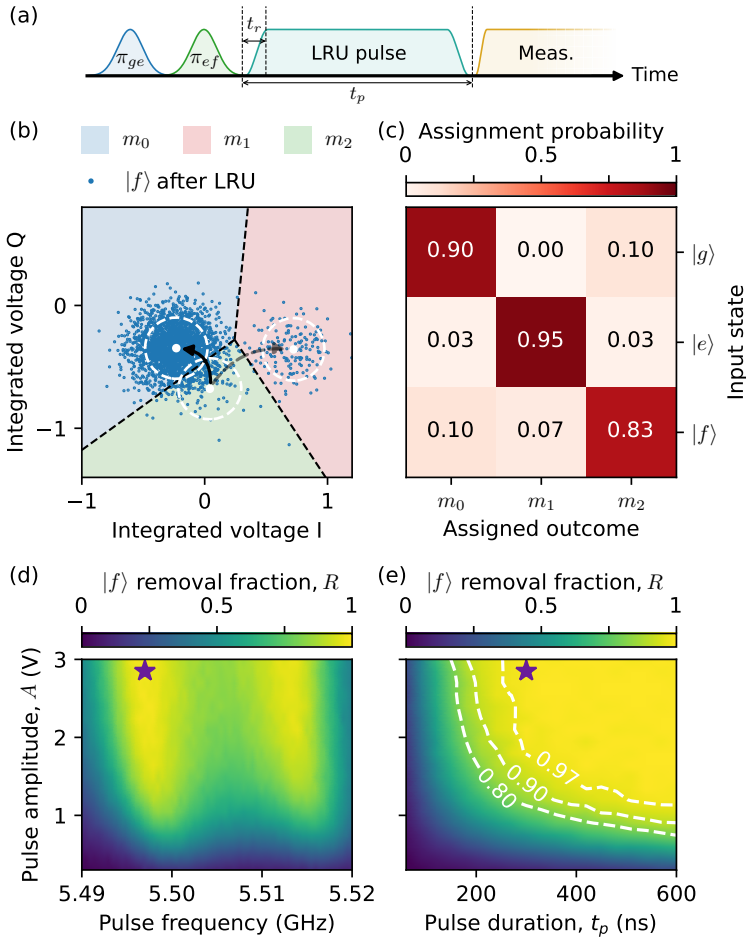 (a)
t_r
π_ge
π_ef
LRU pulse
Meas.
Time
t_p
(b)
m_0
m_1
m_2
|f⟩ after LRU
Integrated voltage Q
0
−1
−1
0
1
Integrated voltage I
(c)
Assignment probability
0
0.5
1
0.90
0.00
0.10
|g⟩
0.03
0.95
0.03
|e⟩
0.10
0.07
0.83
|f⟩
Input state
m_0
m_1
m_2
Assigned outcome
(d)
|f⟩ removal fraction, R
0
0.5
1
Pulse amplitude, A (V)
3
2
1
5.49
5.50
5.51
5.52
Pulse frequency (GHz)
(e)
|f⟩ removal fraction, R
0
0.5
1
0.97
0.90
0.80
200
400
600
Pulse duration, t_p (ns)